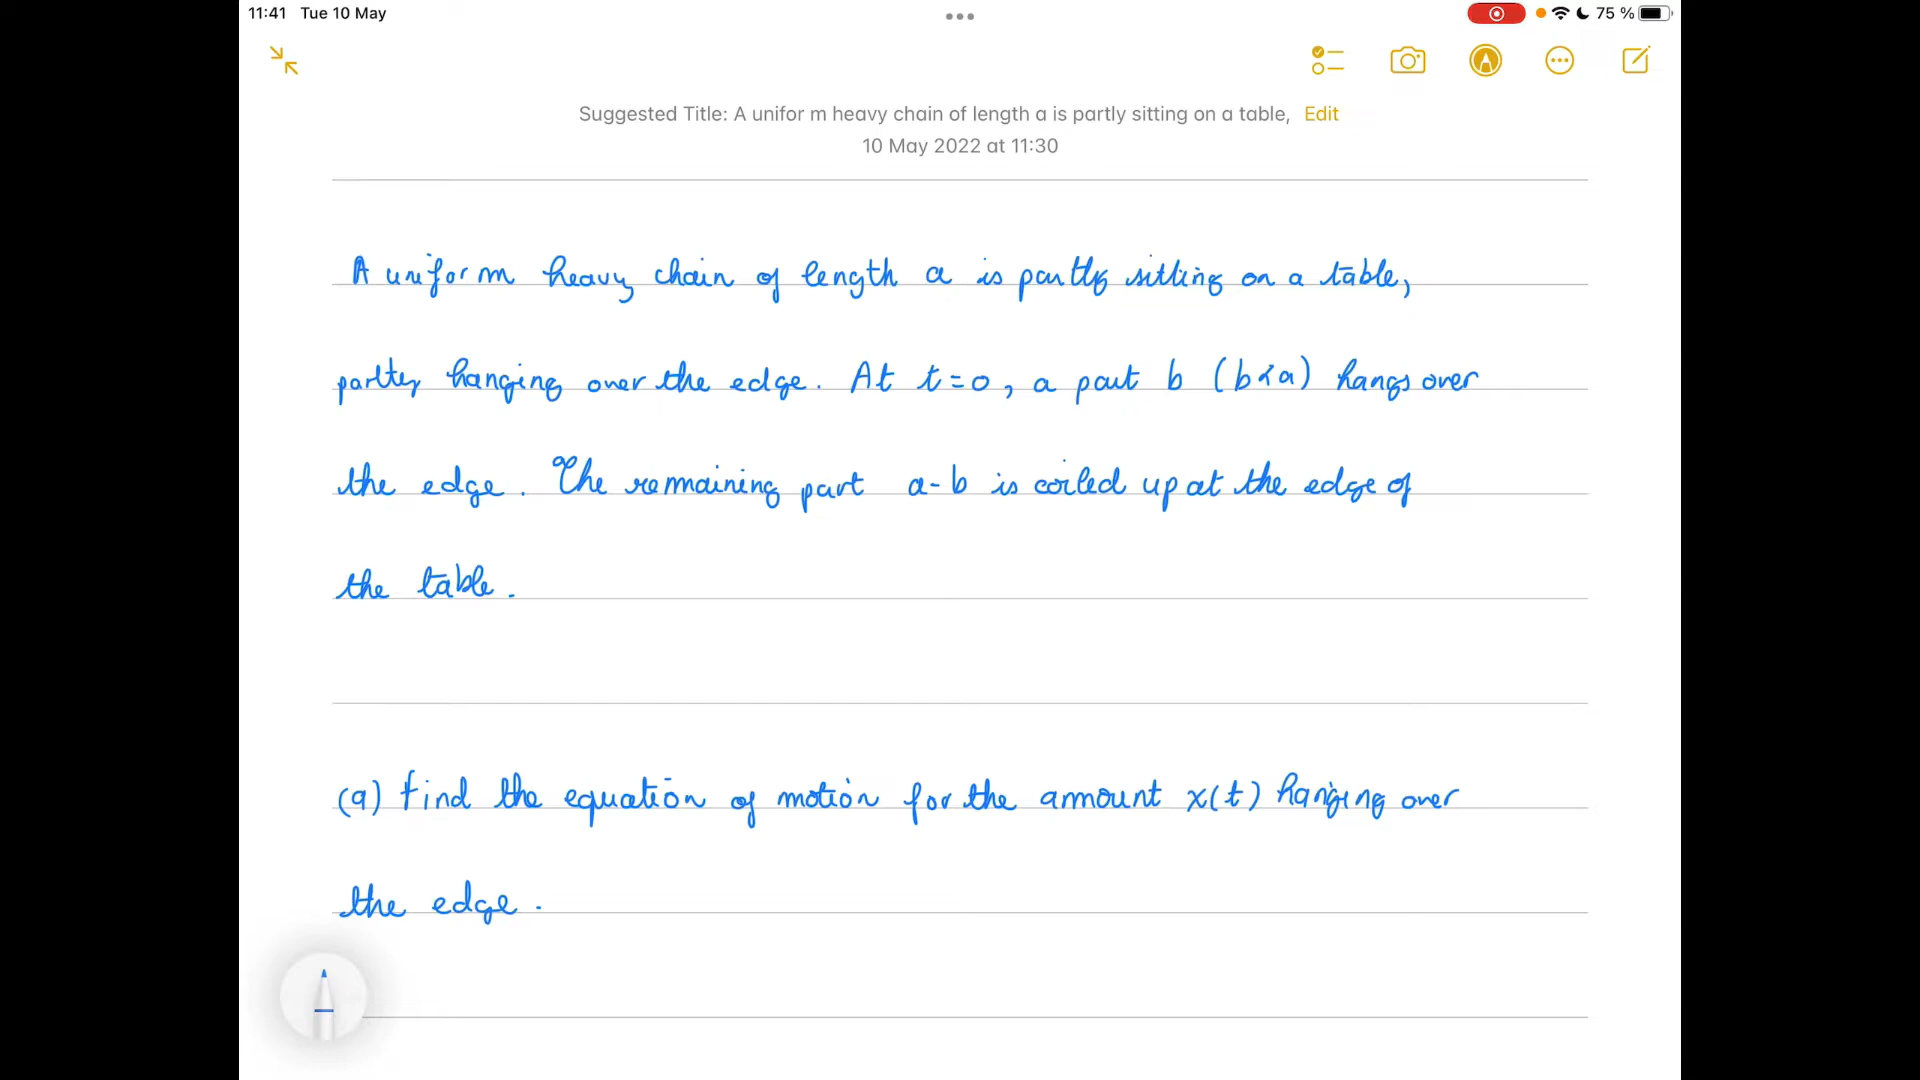 11:41 Tue 10 May
75 %
Suggested Title: A unifor m heavy chain of length a is partly sitting on a table, Edit
10 May 2022 at 11:30
A uniform heavy chain of length a is partly sitting on a table,
partly hanging over the edge. At t=0, a part b (b<a) hangs over
the edge. The remaining part a-b is coiled up at the edge of
the table.
(a) Find the equation of motion for the amount x(t) hanging over
the edge.